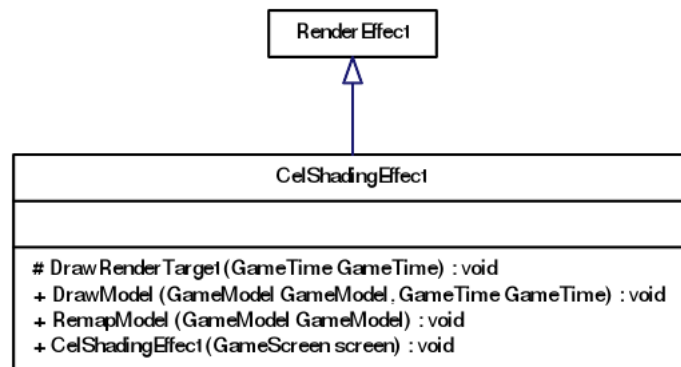 RenderEffect
CelShadingEffect
# DrawRenderTarget(GameTime GameTime) : void
+ DrawModel (GameModel GameModel, GameTime GameTime) : void
+ RemapModel (GameModel GameModel) : void
+ CelShadingEffect(GameScreen screen) : void